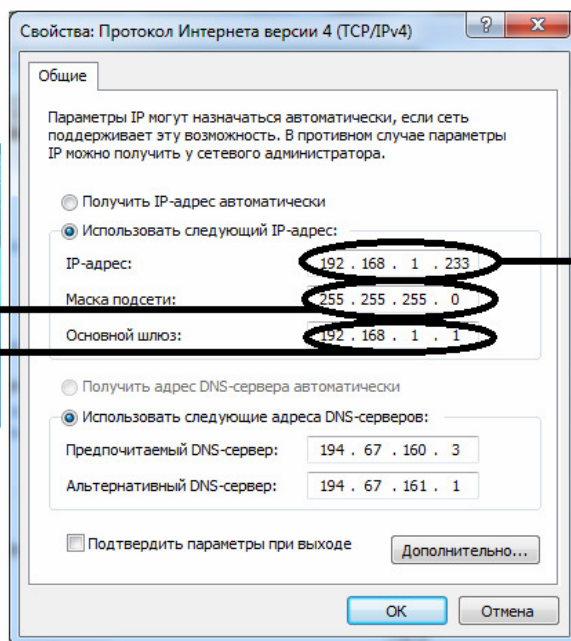 Свойства: Протокол Интернета версии 4 (TCP/IPv4)
Общие
Параметры IP могут назначаться автоматически, если сеть
поддерживает эту возможность. В противном случае параметры
IP можно получить у сетевого администратора.
Получить IP-адрес автоматически
Использовать следующий IP-адрес:
IP-адрес: 192 . 168 . 1 . 233
Маска подсети: 255 . 255 . 255 . 0
Основной шлюз: 192 . 168 . 1 . 1
Получить адрес DNS-сервера автоматически
Использовать следующие адреса DNS-серверов:
Предпочитаемый DNS-сервер: 194 . 67 . 160 . 3
Альтернативный DNS-сервер: 194 . 67 . 161 . 1
Подтвердить параметры при выходе
Дополнительно...
OK Отмена